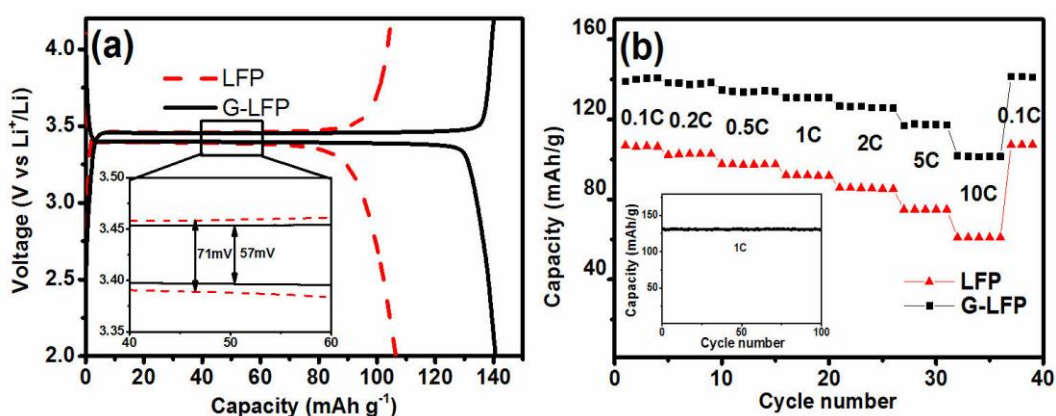 (a)
LFP
G-LFP
Voltage (V vs Li⁺/Li)
4.0
3.5
3.0
2.5
2.0
0 20 40 60 80 100 120 140
Capacity (mAh g⁻¹)
3.50
3.45
3.40
3.35
71mV 57mV
40 50 60
(b)
Capacity (mAh/g)
160
120
80
40
0
0 10 20 30 40
Cycle number
0.1C 0.2C 0.5C 1C 2C 5C 10C 0.1C
LFP
G-LFP
Capacity (mAh/g)
150
125
100
75
50
25
1C
0 50 100
Cycle number